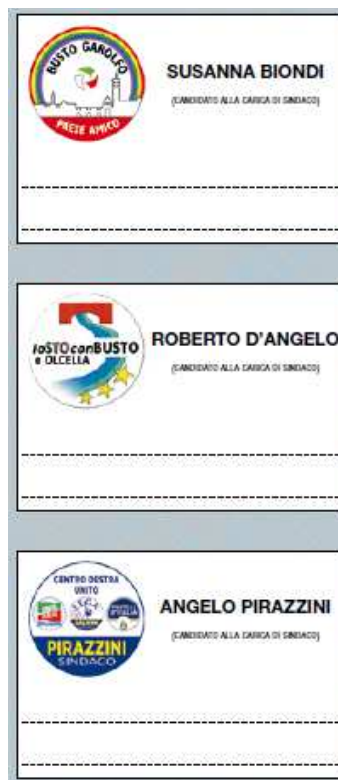 BUSTO GAROLFO
PAESE AMICO
SUSANNA BIONDI
(CANDIDATO ALLA CARICA DI SINDACO)
ioSTOconBUSTO
e OLCELLA
ROBERTO D'ANGELO
(CANDIDATO ALLA CARICA DI SINDACO)
CENTRO DESTRA
UNITO
PIRAZZINI
SINDACO
ANGELO PIRAZZINI
(CANDIDATO ALLA CARICA DI SINDACO)